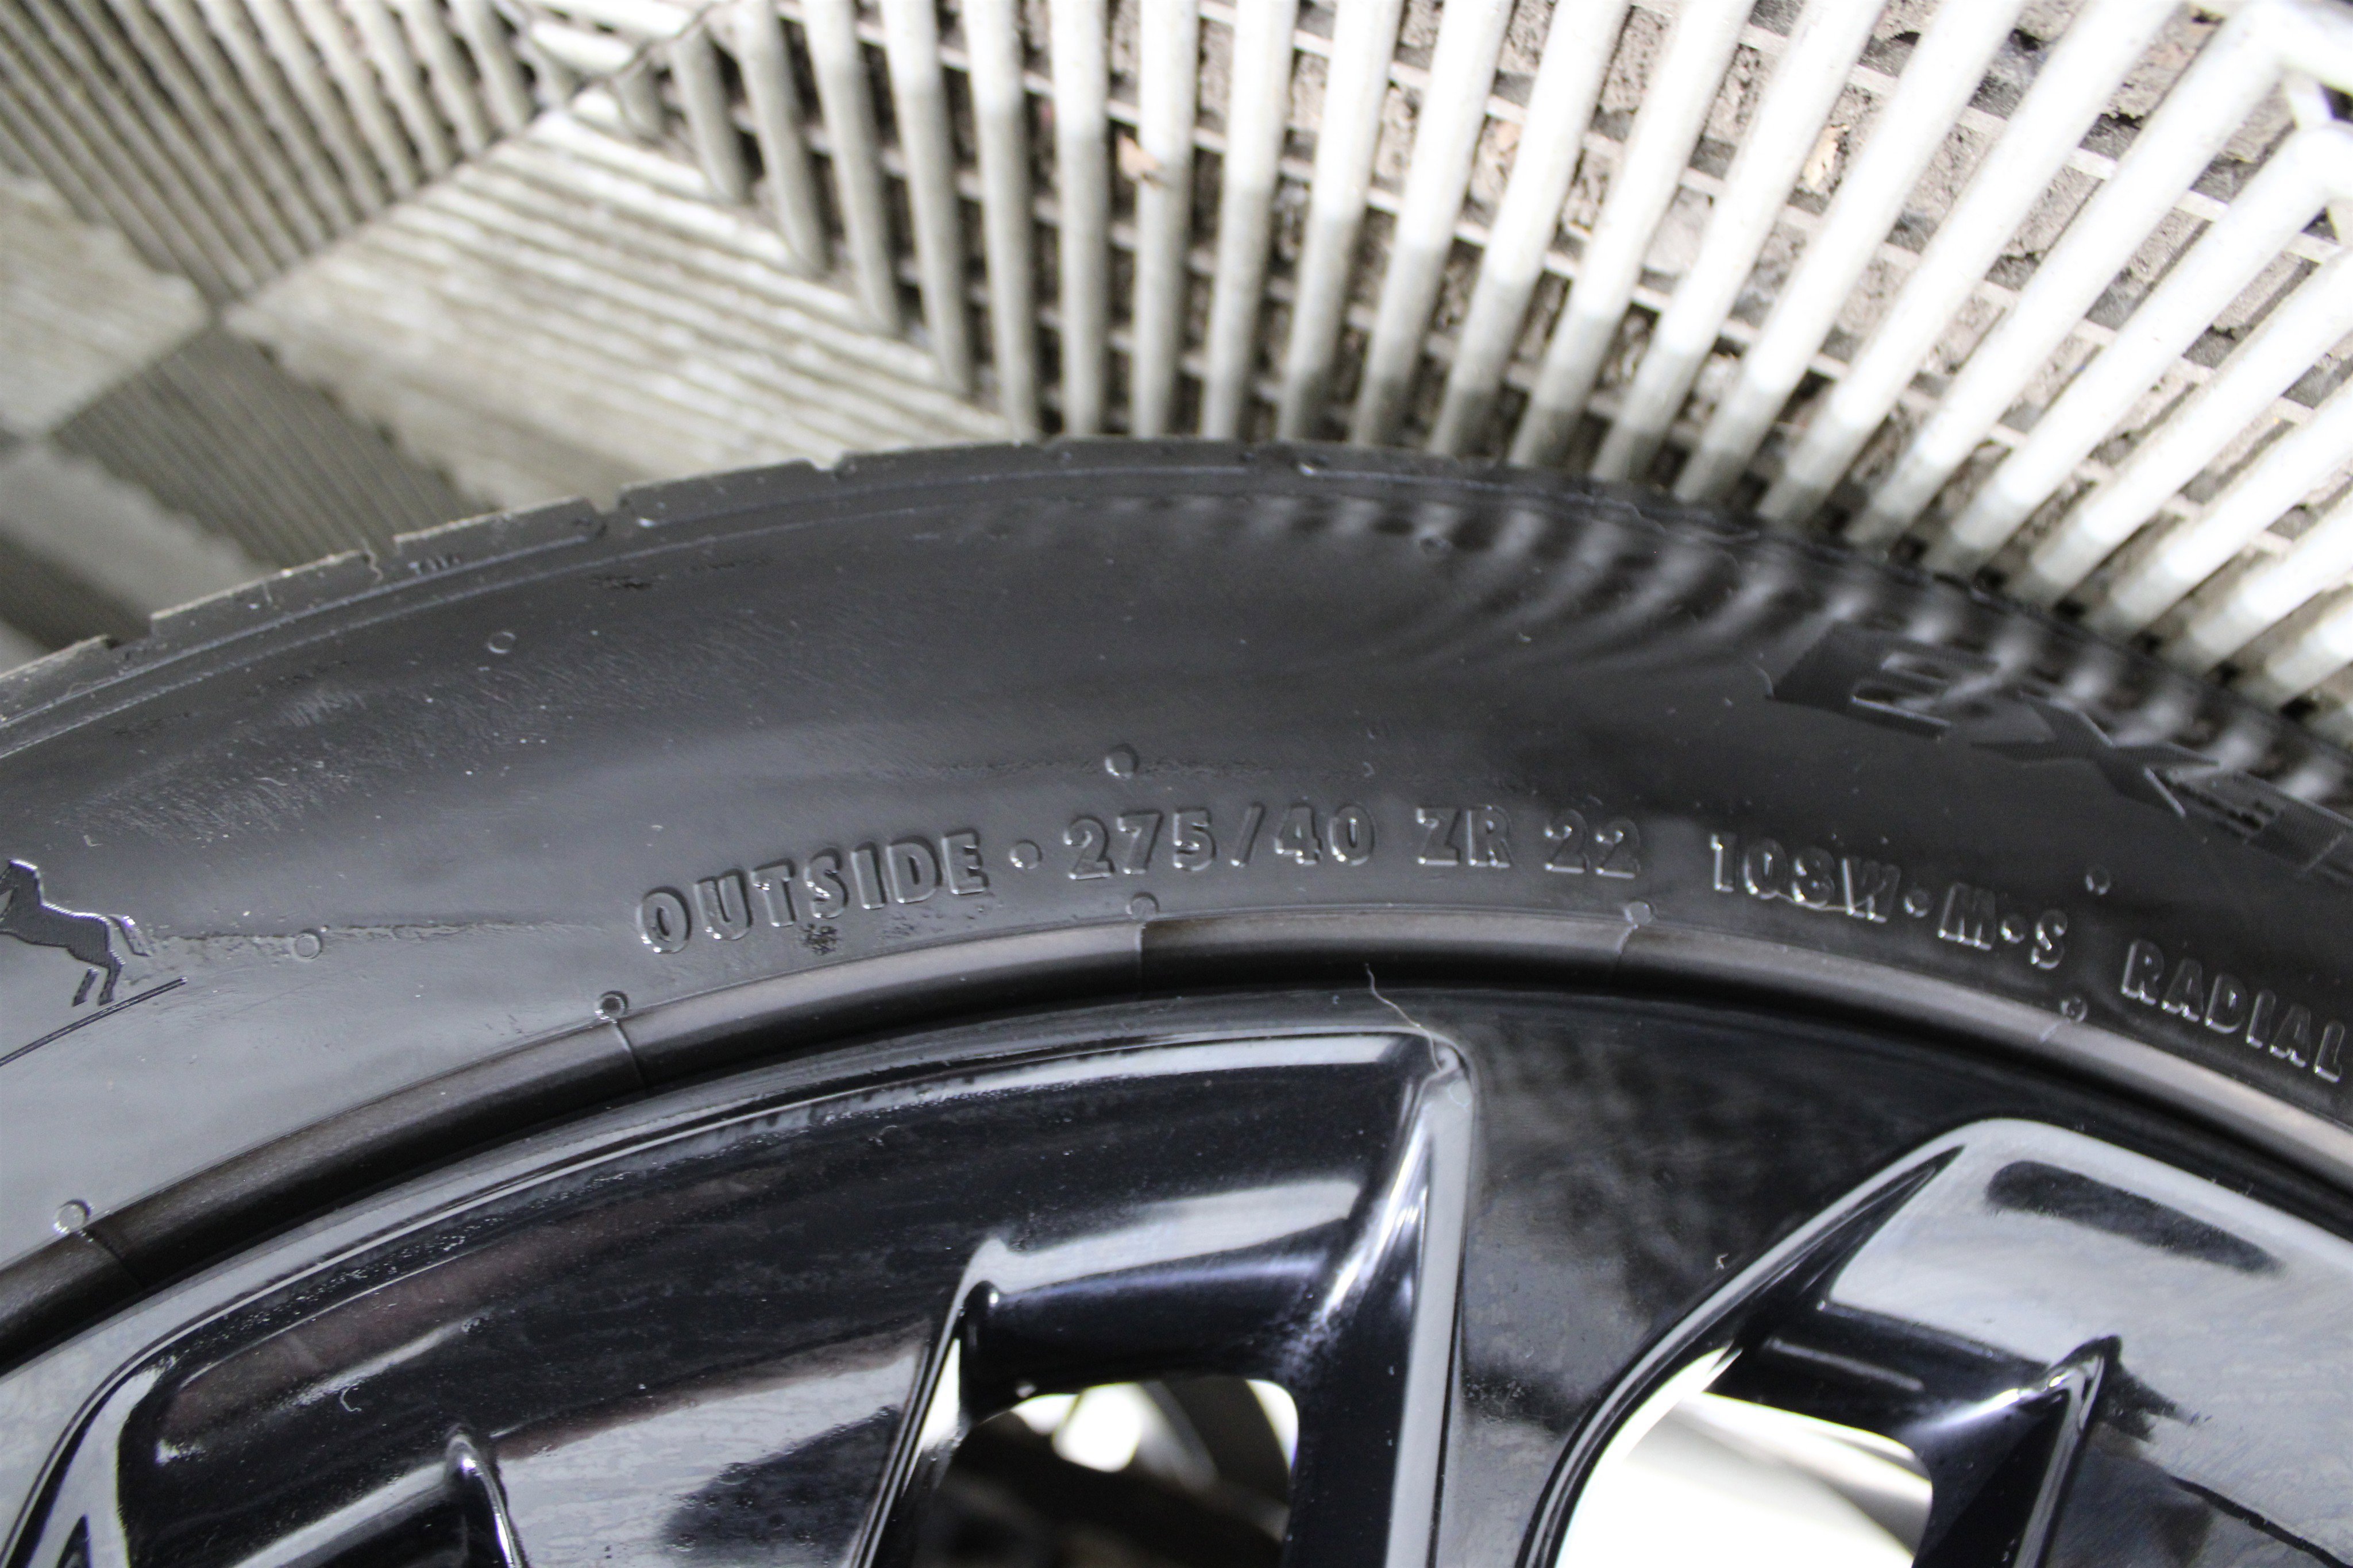 OUTSIDE • 275/40 ZR 22 108W•M•S RADIAL